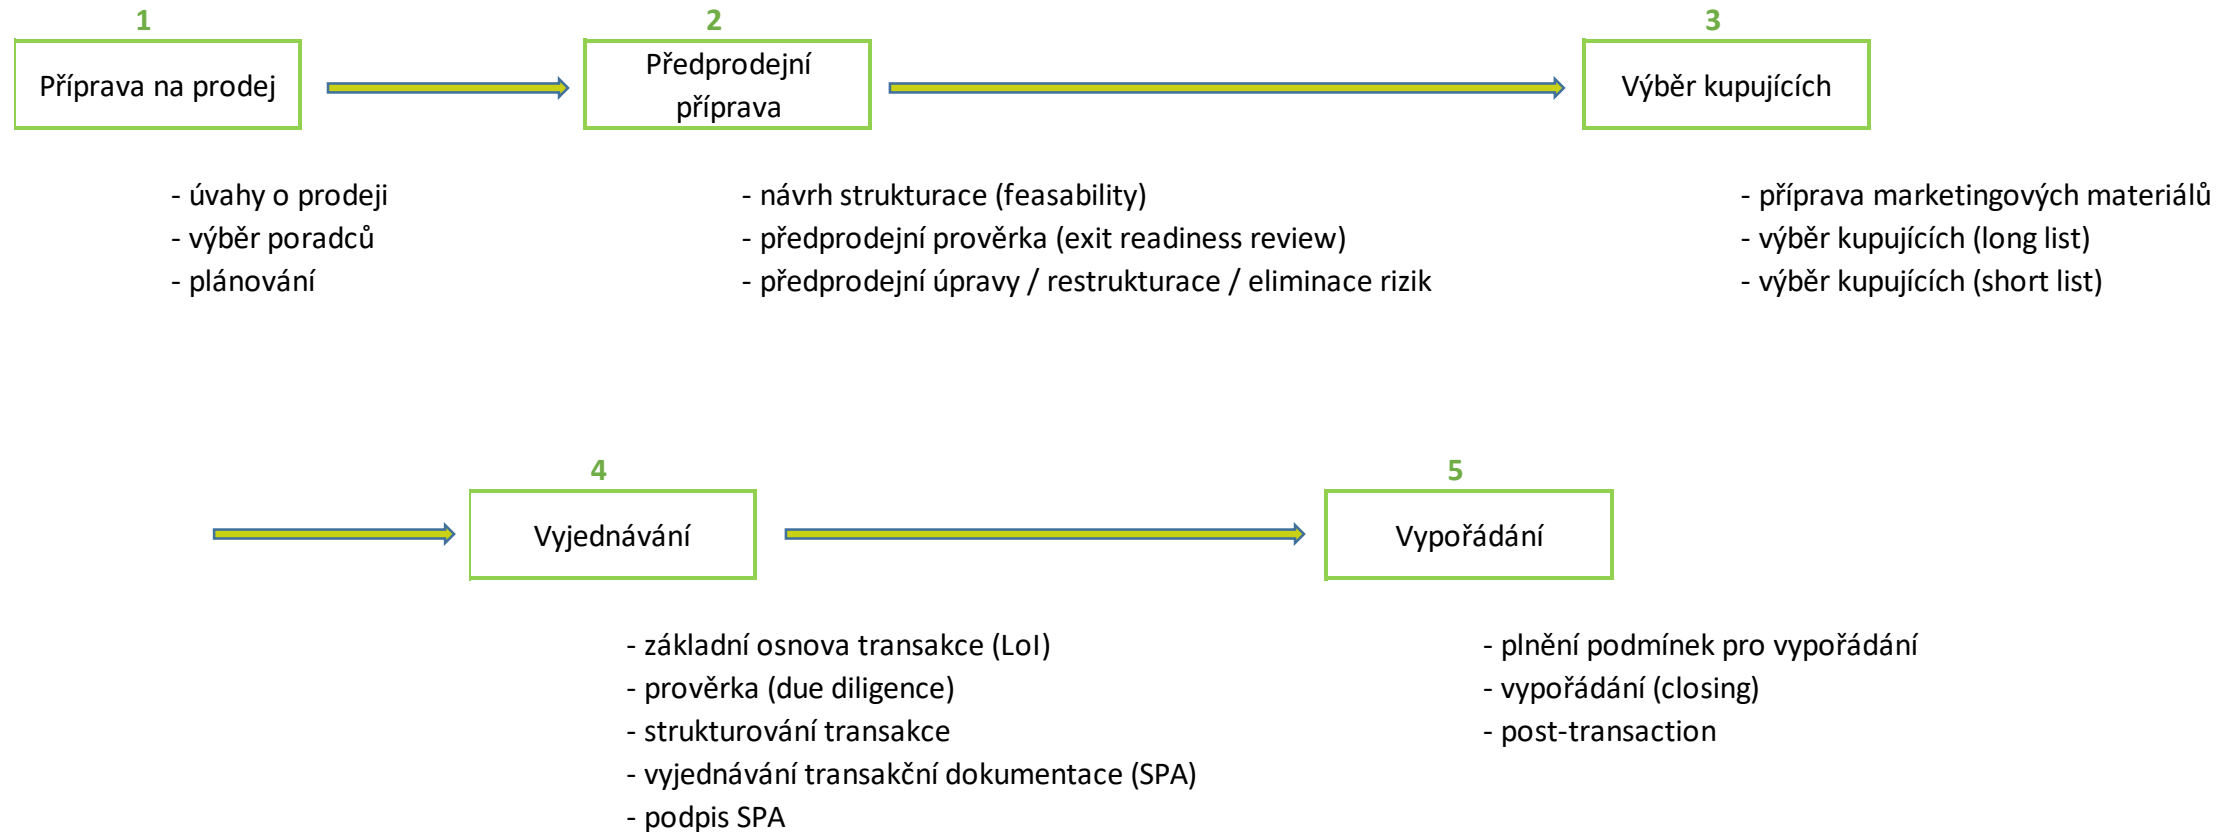 1
Příprava na prodej
- úvahy o prodeji
- výběr poradců
- plánování
2
Předprodejní
příprava
- návrh strukturace (feasability)
- předprodejní prověrka (exit readiness review)
- předprodejní úpravy / restrukturace / eliminace rizik
3
Výběr kupujících
- příprava marketingových materiálů
- výběr kupujících (long list)
- výběr kupujících (short list)
4
Vyjednávání
- základní osnova transakce (LoI)
- prověrka (due diligence)
- strukturování transakce
- vyjednávání transakční dokumentace (SPA)
- podpis SPA
5
Vypořádání
- plnění podmínek pro vypořádání
- vypořádání (closing)
- post-transaction